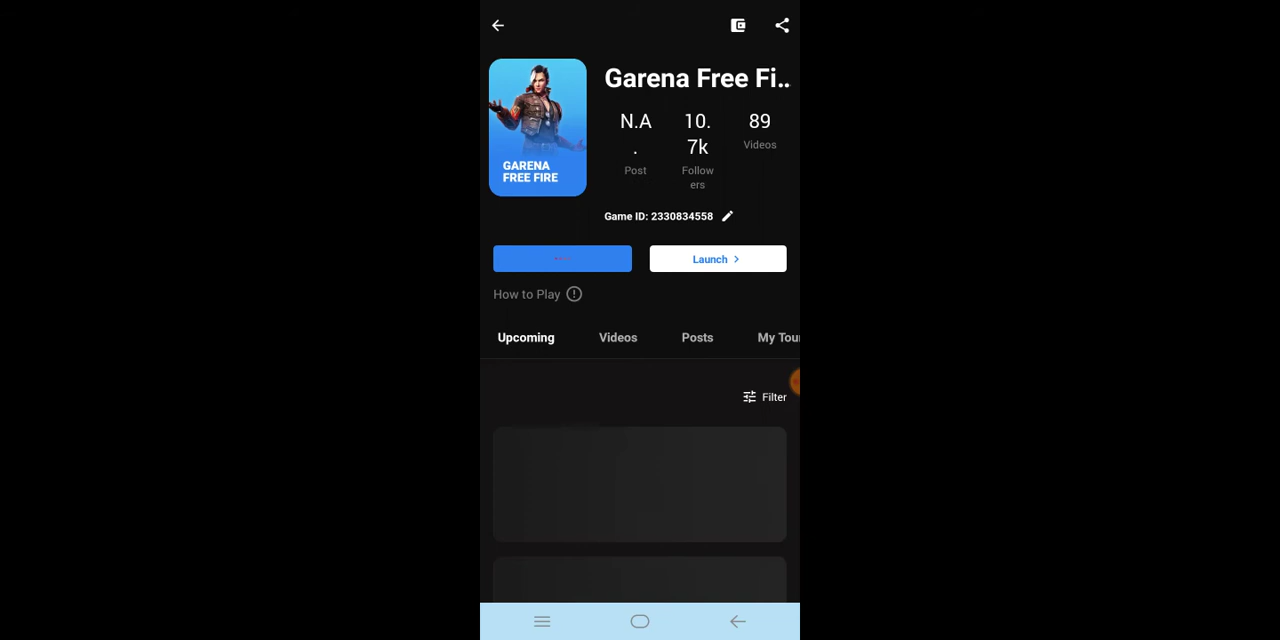 Garena Free Fi..
N.A
.
Post
10.
7k
Follow
ers
89
Videos
GARENA
FREE FIRE
Game ID: 2330834558
Launch
How to Play
Upcoming Videos Posts My Tour
Filter